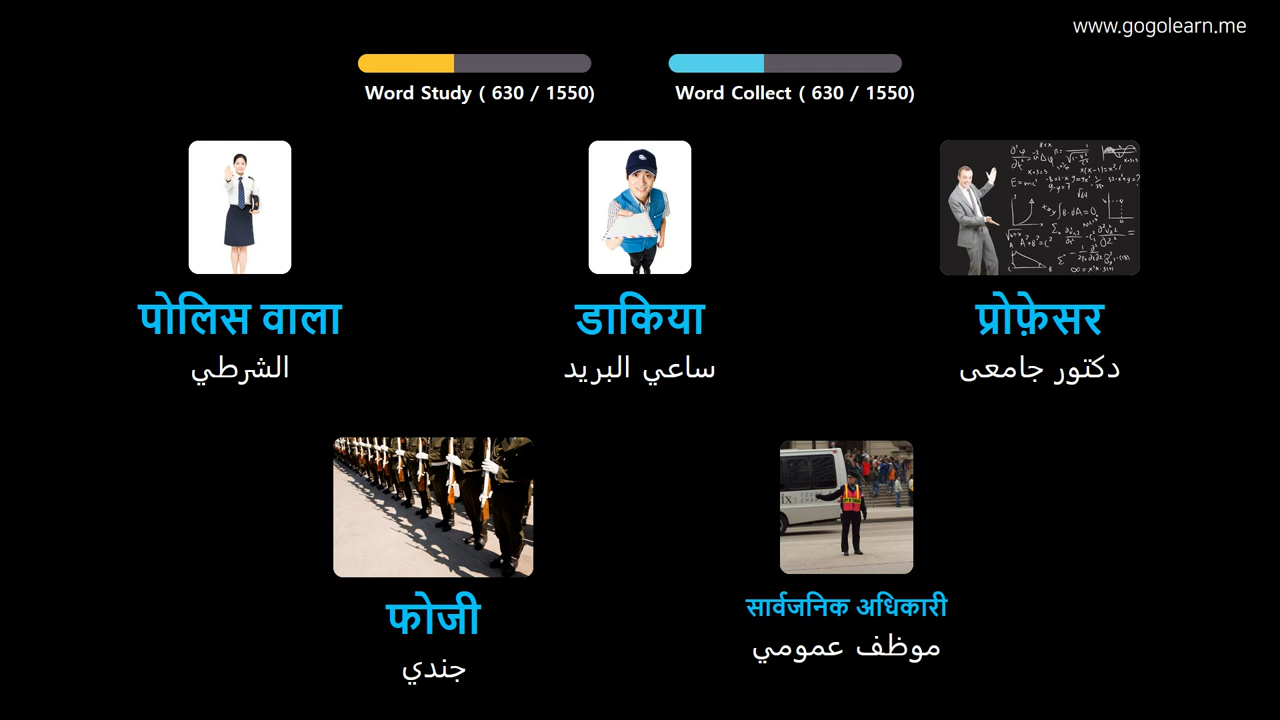 www.gogolearn.me
Word Study ( 630 / 1550)
Word Collect ( 630 / 1550)
पोलिस वाला
الشرطي
डाकिया
ساعي البريد
प्रोफ़ेसर
دكتور جامعى
फोजी
جندي
सार्वजनिक अधिकारी
موظف عمومي